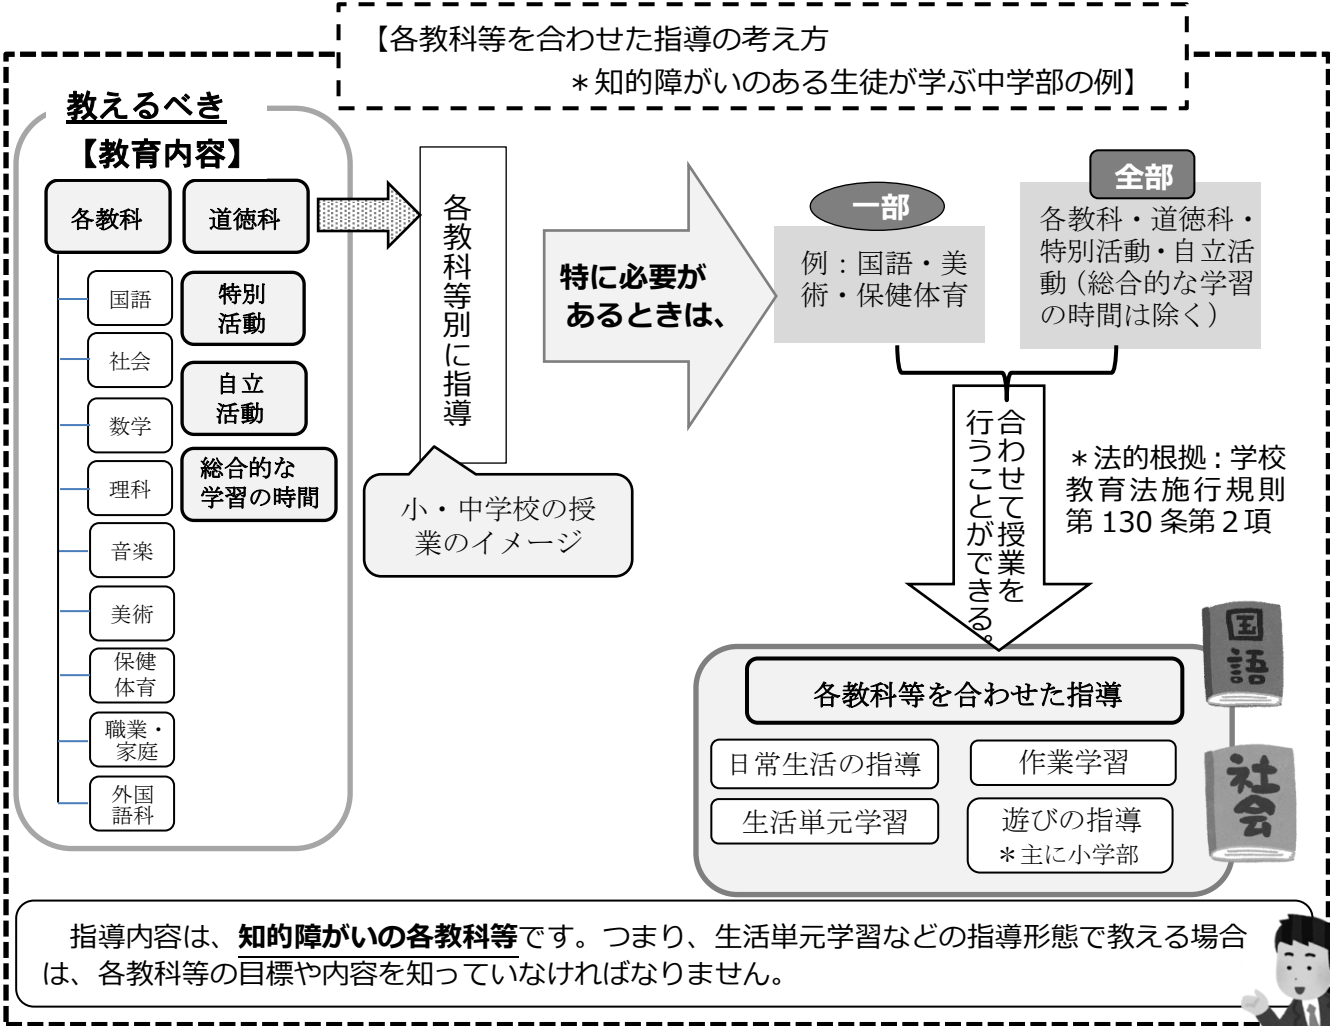 【各教科等を合わせた指導の考え方
＊知的障がいのある生徒が学ぶ中学部の例】
教えるべき
【教育内容】
各教科
国語
社会
数学
理科
音楽
美術
保健
体育
職業・
家庭
外国
語科
道徳科
特別
活動
自立
活動
総合的な
学習の時間
各教科等別に指導
小・中学校の授
業のイメージ
特に必要が
あるときは、
一部
例：国語・美
術・保健体育
全部
各教科・道徳科・
特別活動・自立活
動（総合的な学習
の時間は除く）
合わせて授業を
行うことができる。
＊法的根拠：学校
教育法施行規則
第 130 条第２項
各教科等を合わせた指導
日常生活の指導
作業学習
生活単元学習
遊びの指導
＊主に小学部
国語
社会
指導内容は、知的障がいの各教科等です。つまり、生活単元学習などの指導形態で教える場合
は、各教科等の目標や内容を知っていなければなりません。